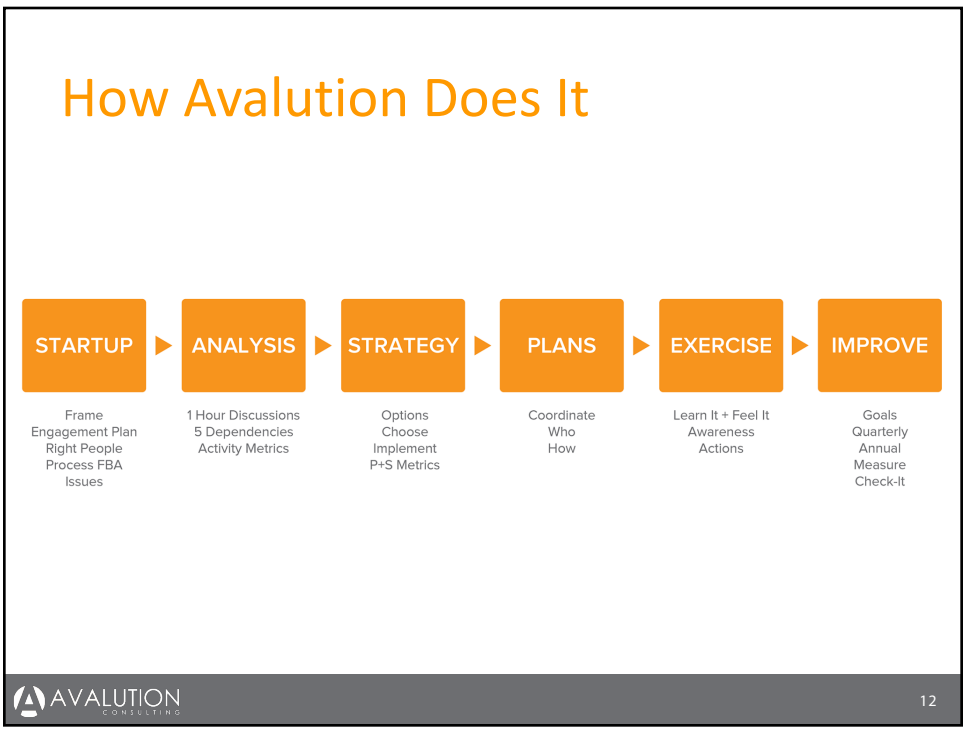 How Avalution Does It
STARTUP
Frame
Engagement Plan
Right People
Process FBA
Issues
ANALYSIS
1 Hour Discussions
5 Dependencies
Activity Metrics
STRATEGY
Options
Choose
Implement
P+S Metrics
PLANS
Coordinate
Who
How
EXERCISE
Learn It + Feel It
Awareness
Actions
IMPROVE
Goals
Quarterly
Annual
Measure
Check-It
AVALUTION
CONSULTING
12